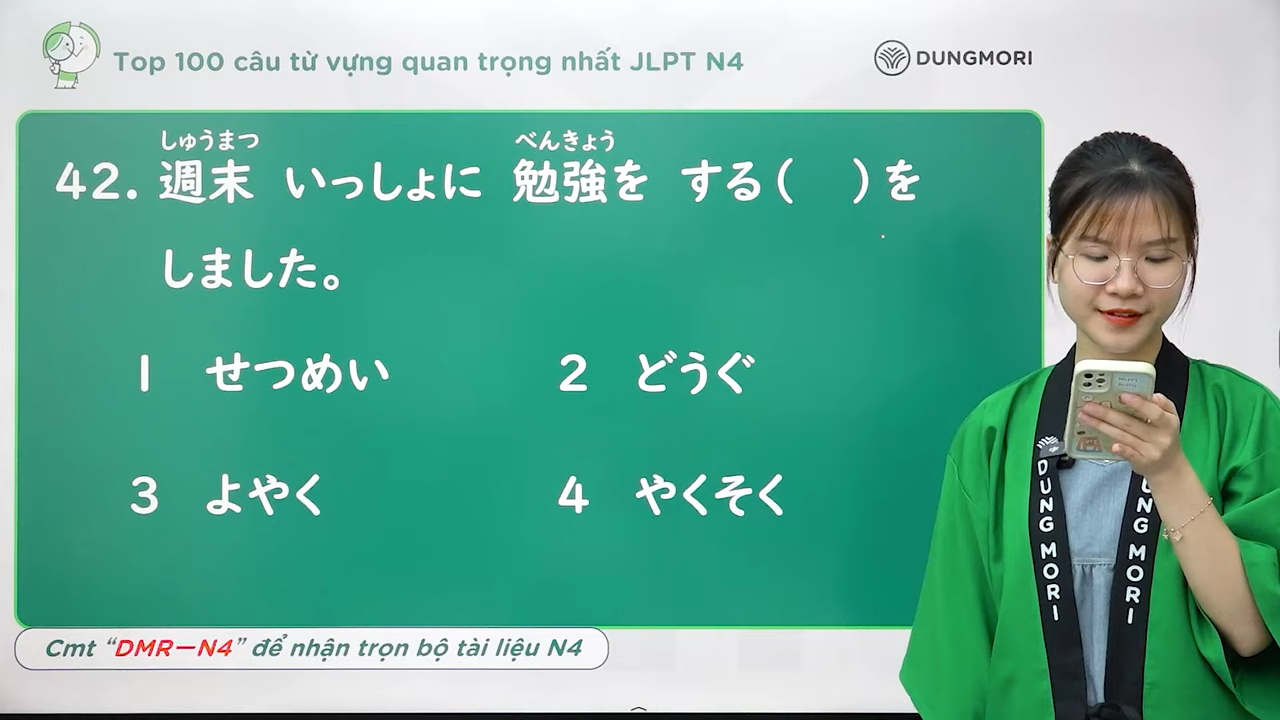 Top 100 câu từ vựng quan trọng nhất JLPT N4
DUNGMORI
しゅうまつ べんきょう
42. 週末 いっしょに 勉強を する( )を
しました。
1 せつめい 2 どうぐ
3 よやく 4 やくそく
Cmt “DMR-N4” để nhận trọn bộ tài liệu N4
DUNG MORI
DUNG MORI